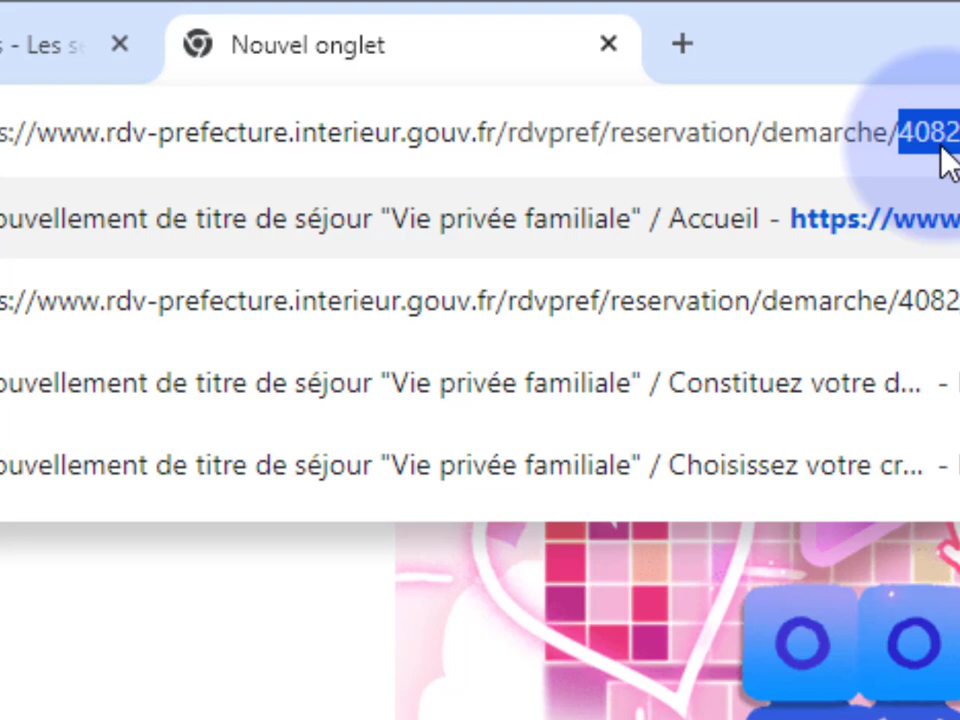 - Les
Nouvel onglet
s://www.rdv-prefecture.interieur.gouv.fr/rdvpref/reservation/demarche/4082
ouvellement de titre de séjour "Vie privée familiale" / Accueil - https://www
s://www.rdv-prefecture.interieur.gouv.fr/rdvpref/reservation/demarche/4082
ouvellement de titre de séjour "Vie privée familiale" / Constituez votre d... -
ouvellement de titre de séjour "Vie privée familiale" / Choisissez votre cr... -